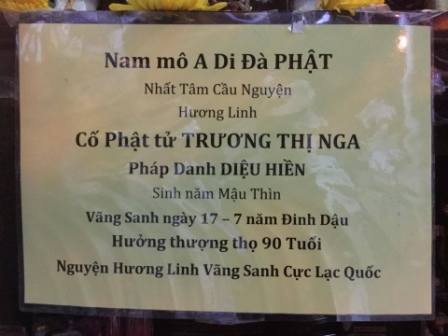 Nam mô A Di Đà PHẬT
Nhất Tâm Cầu Nguyện
Hương Linh
Cố Phật tử TRƯƠNG THỊ NGA
Pháp Danh DIỆU HIỀN
Sinh năm Mậu Thìn
Vãng Sanh ngày 17 – 7 năm Đinh Dậu
Hưởng thượng thọ 90 Tuổi
Nguyện Hương Linh Vãng Sanh Cực Lạc Quốc